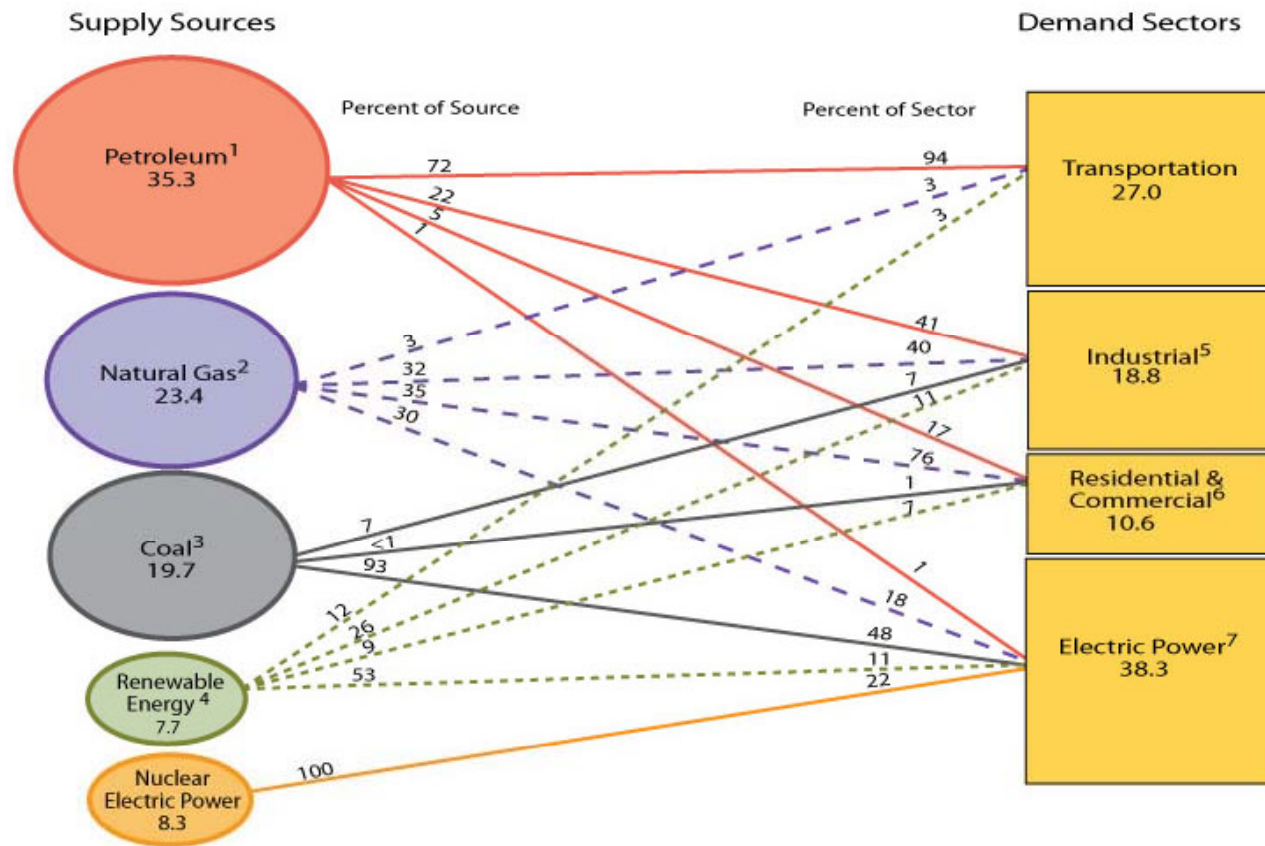 Supply Sources
Demand Sectors
Percent of Source
Percent of Sector
Petroleum¹
35.3
Natural Gas²
23.4
Coal³
19.7
Renewable
Energy ⁴
7.7
Nuclear
Electric Power
8.3
72
22
5
1
3
32
35
30
7
<1
93
12
26
9
53
100
94
3
3
41
40
7
11
17
76
1
7
1
18
48
11
22
Transportation
27.0
Industrial⁵
18.8
Residential &
Commercial⁶
10.6
Electric Power⁷
38.3